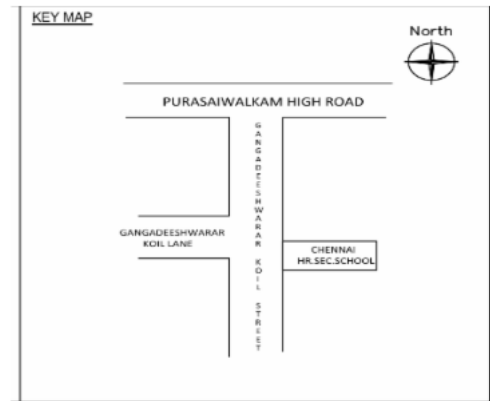 KEY MAP
North
PURASAIWALKAM HIGH ROAD
GANGADEESHWARAR KOIL STREET
GANGADEESHWARAR
KOIL LANE
CHENNAI
HR.SEC.SCHOOL